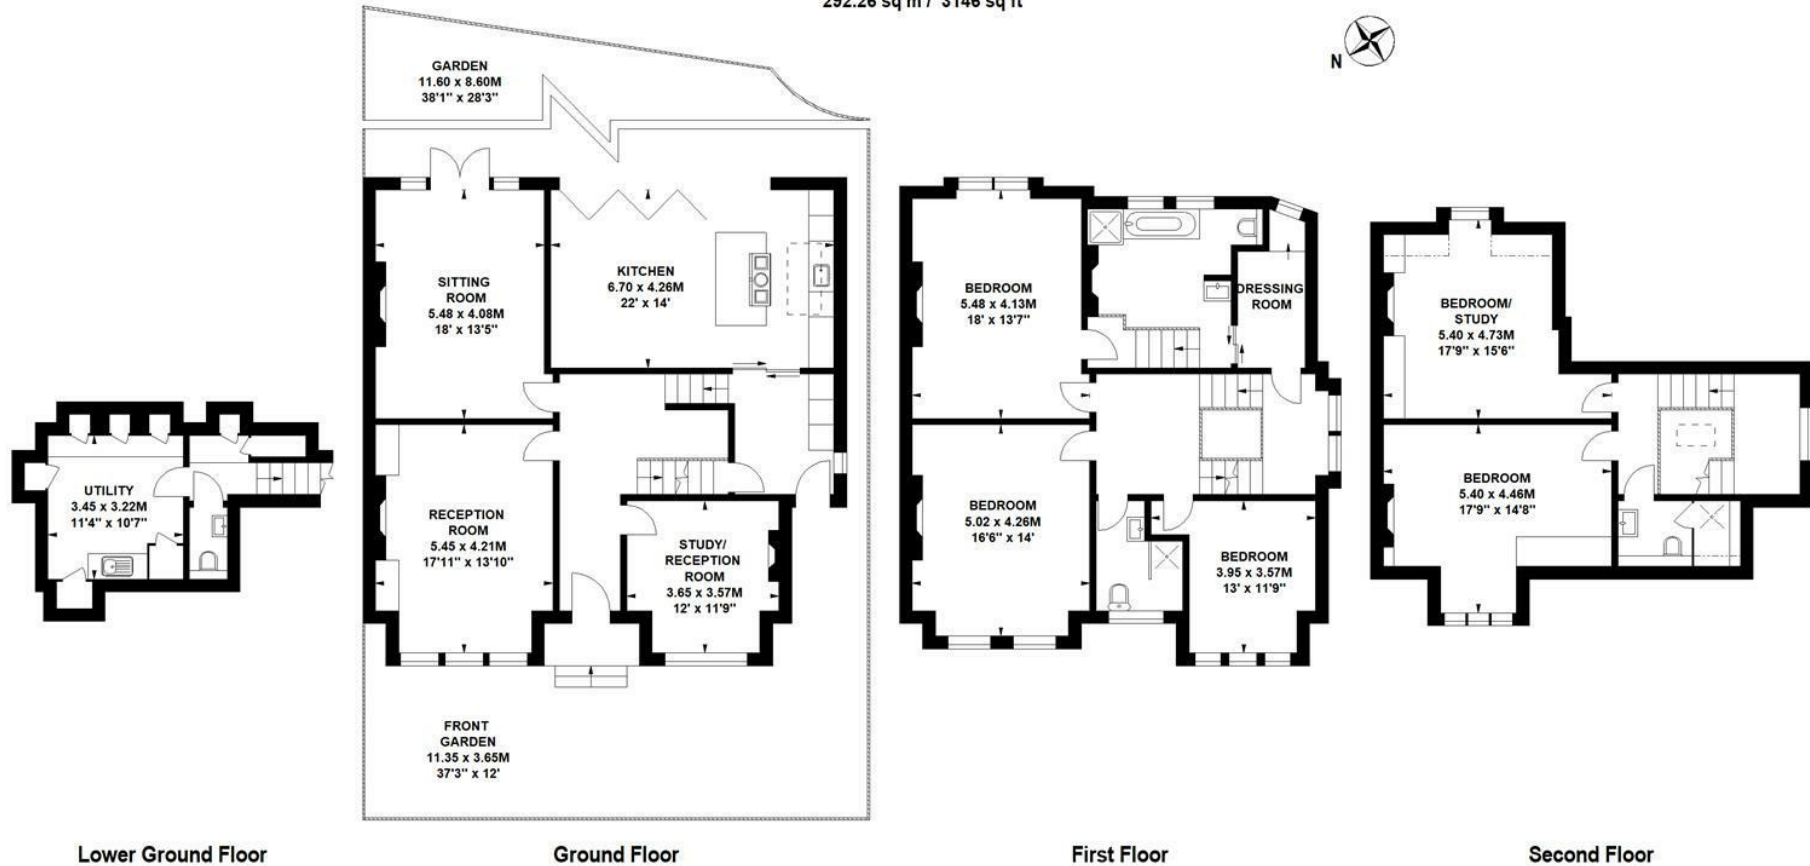 292.26 sq m / 3146 sq ft
N
GARDEN
11.60 x 8.60M
38'1" x 28'3"
SITTING
ROOM
5.48 x 4.08M
18' x 13'5"
KITCHEN
6.70 x 4.26M
22' x 14'
RECEPTION
ROOM
5.45 x 4.21M
17'11" x 13'10"
STUDY/
RECEPTION
ROOM
3.65 x 3.57M
12' x 11'9"
FRONT
GARDEN
11.35 x 3.65M
37'3" x 12'
UTILITY
3.45 x 3.22M
11'4" x 10'7"
BEDROOM
5.48 x 4.13M
18' x 13'7"
DRESSING
ROOM
BEDROOM
5.02 x 4.26M
16'6" x 14'
BEDROOM
3.95 x 3.57M
13' x 11'9"
BEDROOM/
STUDY
5.40 x 4.73M
17'9" x 15'6"
BEDROOM
5.40 x 4.46M
17'9" x 14'8"
Lower Ground Floor
Ground Floor
First Floor
Second Floor